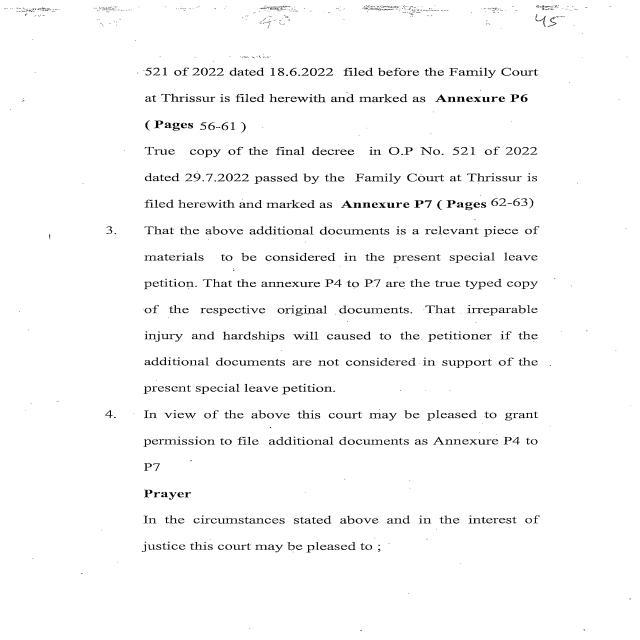 45
521 of 2022 dated 18.6.2022 filed before the Family Court
at Thrissur is filed herewith and marked as Annexure P6
( Pages 56-61 )
True copy of the final decree in O.P No. 521 of 2022
dated 29.7.2022 passed by the Family Court at Thrissur is
filed herewith and marked as Annexure P7 ( Pages 62-63)
3. That the above additional documents is a relevant piece of
materials to be considered in the present special leave
petition. That the annexure P4 to P7 are the true typed copy
of the respective original documents. That irreparable
injury and hardships will caused to the petitioner if the
additional documents are not considered in support of the
present special leave petition.
4. In view of the above this court may be pleased to grant
permission to file additional documents as Annexure P4 to
P7
Prayer
In the circumstances stated above and in the interest of
justice this court may be pleased to ;